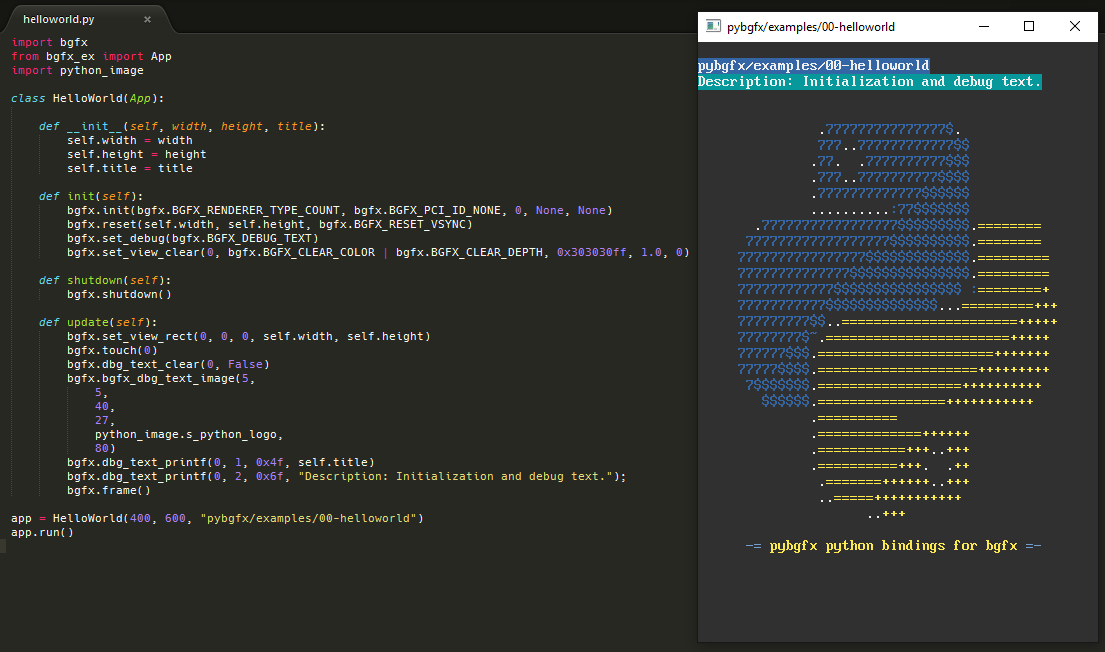 helloworld.py ×
import bgfx
from bgfx_ex import App
import python_image
class HelloWorld(App):
def __init__(self, width, height, title):
self.width = width
self.height = height
self.title = title
def init(self):
bgfx.init(bgfx.BGFX_RENDERER_TYPE_COUNT, bgfx.BGFX_PCI_ID_NONE, 0, None, None)
bgfx.reset(self.width, self.height, bgfx.BGFX_RESET_VSYNC)
bgfx.set_debug(bgfx.BGFX_DEBUG_TEXT)
bgfx.set_view_clear(0, bgfx.BGFX_CLEAR_COLOR | bgfx.BGFX_CLEAR_DEPTH, 0x303030ff, 1.0, 0)
def shutdown(self):
bgfx.shutdown()
def update(self):
bgfx.set_view_rect(0, 0, 0, self.width, self.height)
bgfx.touch(0)
bgfx.dbg_text_clear(0, False)
bgfx.bgfx_dbg_text_image(5,
5,
40,
27,
python_image.s_python_logo,
80)
bgfx.dbg_text_printf(0, 1, 0x4f, self.title)
bgfx.dbg_text_printf(0, 2, 0x6f, "Description: Initialization and debug text.");
bgfx.frame()
app = HelloWorld(400, 600, "pybgfx/examples/00-helloworld")
app.run()
pybgfx/examples/00-helloworld
pybgfx/examples/00-helloworld
Description: Initialization and debug text.
-= pybgfx python bindings for bgfx =-